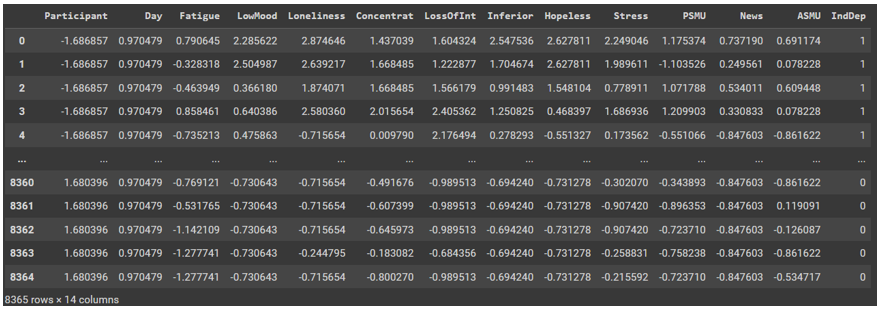 Participant Day Fatigue LowMood Loneliness Concentrat LossOfInt Inferior Hopeless Stress PSMU News ASMU IndDep
0 -1.686857 0.970479 0.790645 2.285622 2.874646 1.437039 1.604324 2.547536 2.627811 2.249046 1.175374 0.737190 0.691174 1
1 -1.686857 0.970479 -0.328318 2.504987 2.639217 1.668485 1.222877 1.704674 2.627811 1.989611 -1.103526 0.249561 0.078228 1
2 -1.686857 0.970479 -0.463949 0.366180 1.874071 1.668485 1.566179 0.991483 1.548104 0.778911 1.071788 0.534011 0.609448 1
3 -1.686857 0.970479 0.858461 0.640386 2.580360 2.015654 2.405362 1.250825 0.468397 1.686936 1.209903 0.330833 0.078228 1
4 -1.686857 0.970479 -0.735213 0.475863 -0.715654 0.009790 2.176494 0.278293 -0.551327 0.173562 -0.551066 -0.847603 -0.861622 1
... ... ... ... ... ... ... ... ... ... ... ... ... ... ...
8360 1.680396 0.970479 -0.769121 -0.730643 -0.715654 -0.491676 -0.989513 -0.694240 -0.731278 -0.302070 -0.343893 -0.847603 -0.861622 0
8361 1.680396 0.970479 -0.531765 -0.730643 -0.715654 -0.607399 -0.989513 -0.694240 -0.731278 -0.907420 -0.896353 -0.847603 0.119091 0
8362 1.680396 0.970479 -1.142109 -0.730643 -0.715654 -0.645973 -0.989513 -0.694240 -0.731278 -0.907420 -0.723710 -0.847603 -0.126087 0
8363 1.680396 0.970479 -1.277741 -0.730643 -0.244795 -0.183082 -0.684356 -0.694240 -0.731278 -0.258831 -0.758238 -0.847603 -0.861622 0
8364 1.680396 0.970479 -1.277741 -0.730643 -0.715654 -0.800270 -0.989513 -0.694240 -0.731278 -0.215592 -0.723710 -0.847603 -0.534717 0
8365 rows × 14 columns